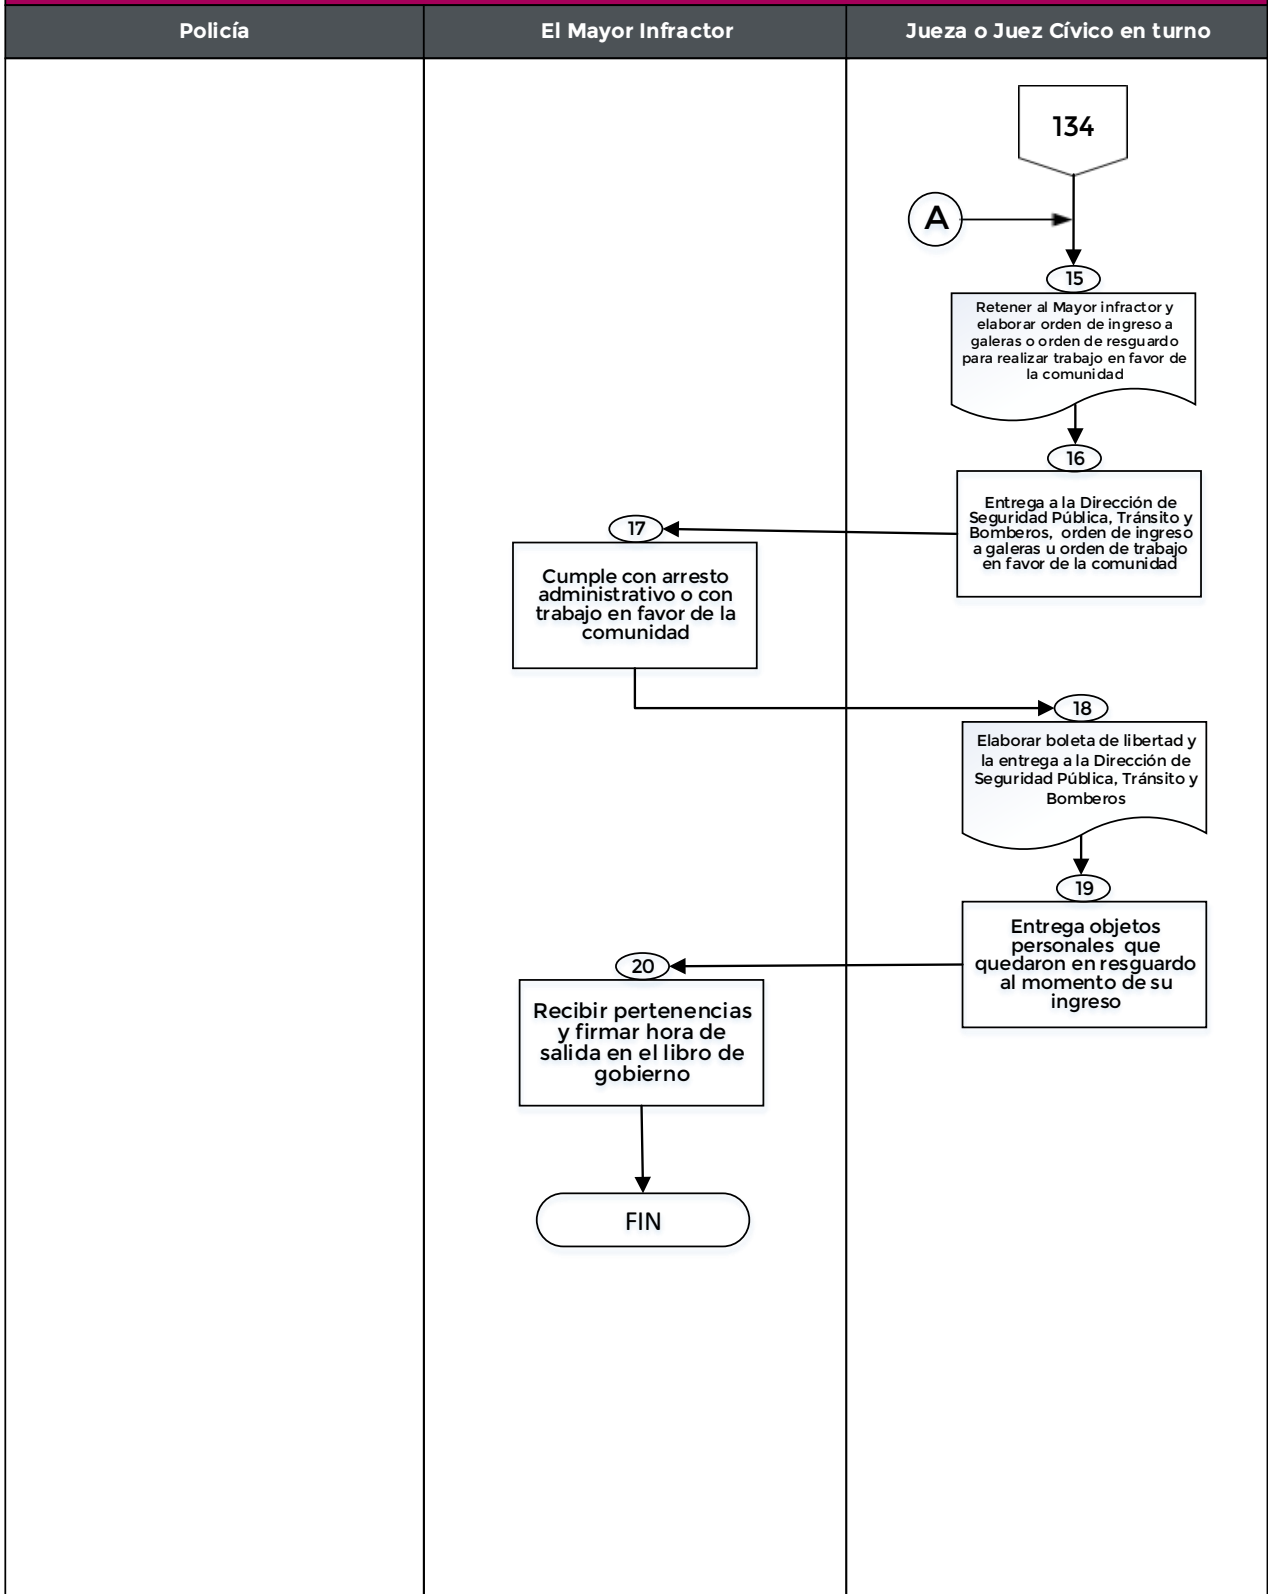 Policía
El Mayor Infractor
Jueza o Juez Cívico en turno
134
A
15
Retener al Mayor infractor y
elaborar orden de ingreso a
galeras o orden de resguardo
para realizar trabajo en favor de
la comunidad
16
Entrega a la Dirección de
Seguridad Pública, Tránsito y
Bomberos, orden de ingreso
a galeras u orden de trabajo
en favor de la comunidad
17
Cumple con arresto
administrativo o con
trabajo en favor de la
comunidad
18
Elaborar boleta de libertad y
la entrega a la Dirección de
Seguridad Pública, Tránsito y
Bomberos
19
Entrega objetos
personales que
quedaron en resguardo
al momento de su
ingreso
20
Recibir pertenencias
y firmar hora de
salida en el libro de
gobierno
FIN